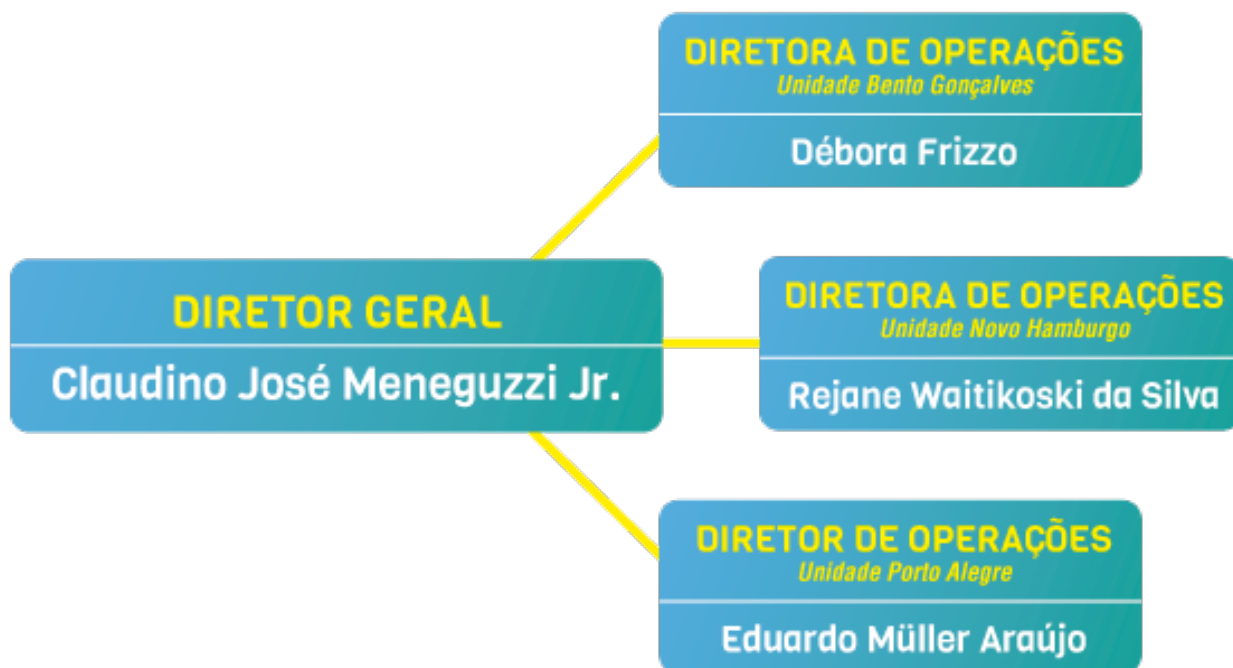 DIRETORA DE OPERAÇÕES
Unidade Bento Gonçalves
Débora Frizzo
DIRETOR GERAL
Claudino José Meneguzzi Jr.
DIRETORA DE OPERAÇÕES
Unidade Novo Hamburgo
Rejane Waitikoski da Silva
DIRETOR DE OPERAÇÕES
Unidade Porto Alegre
Eduardo Müller Araújo